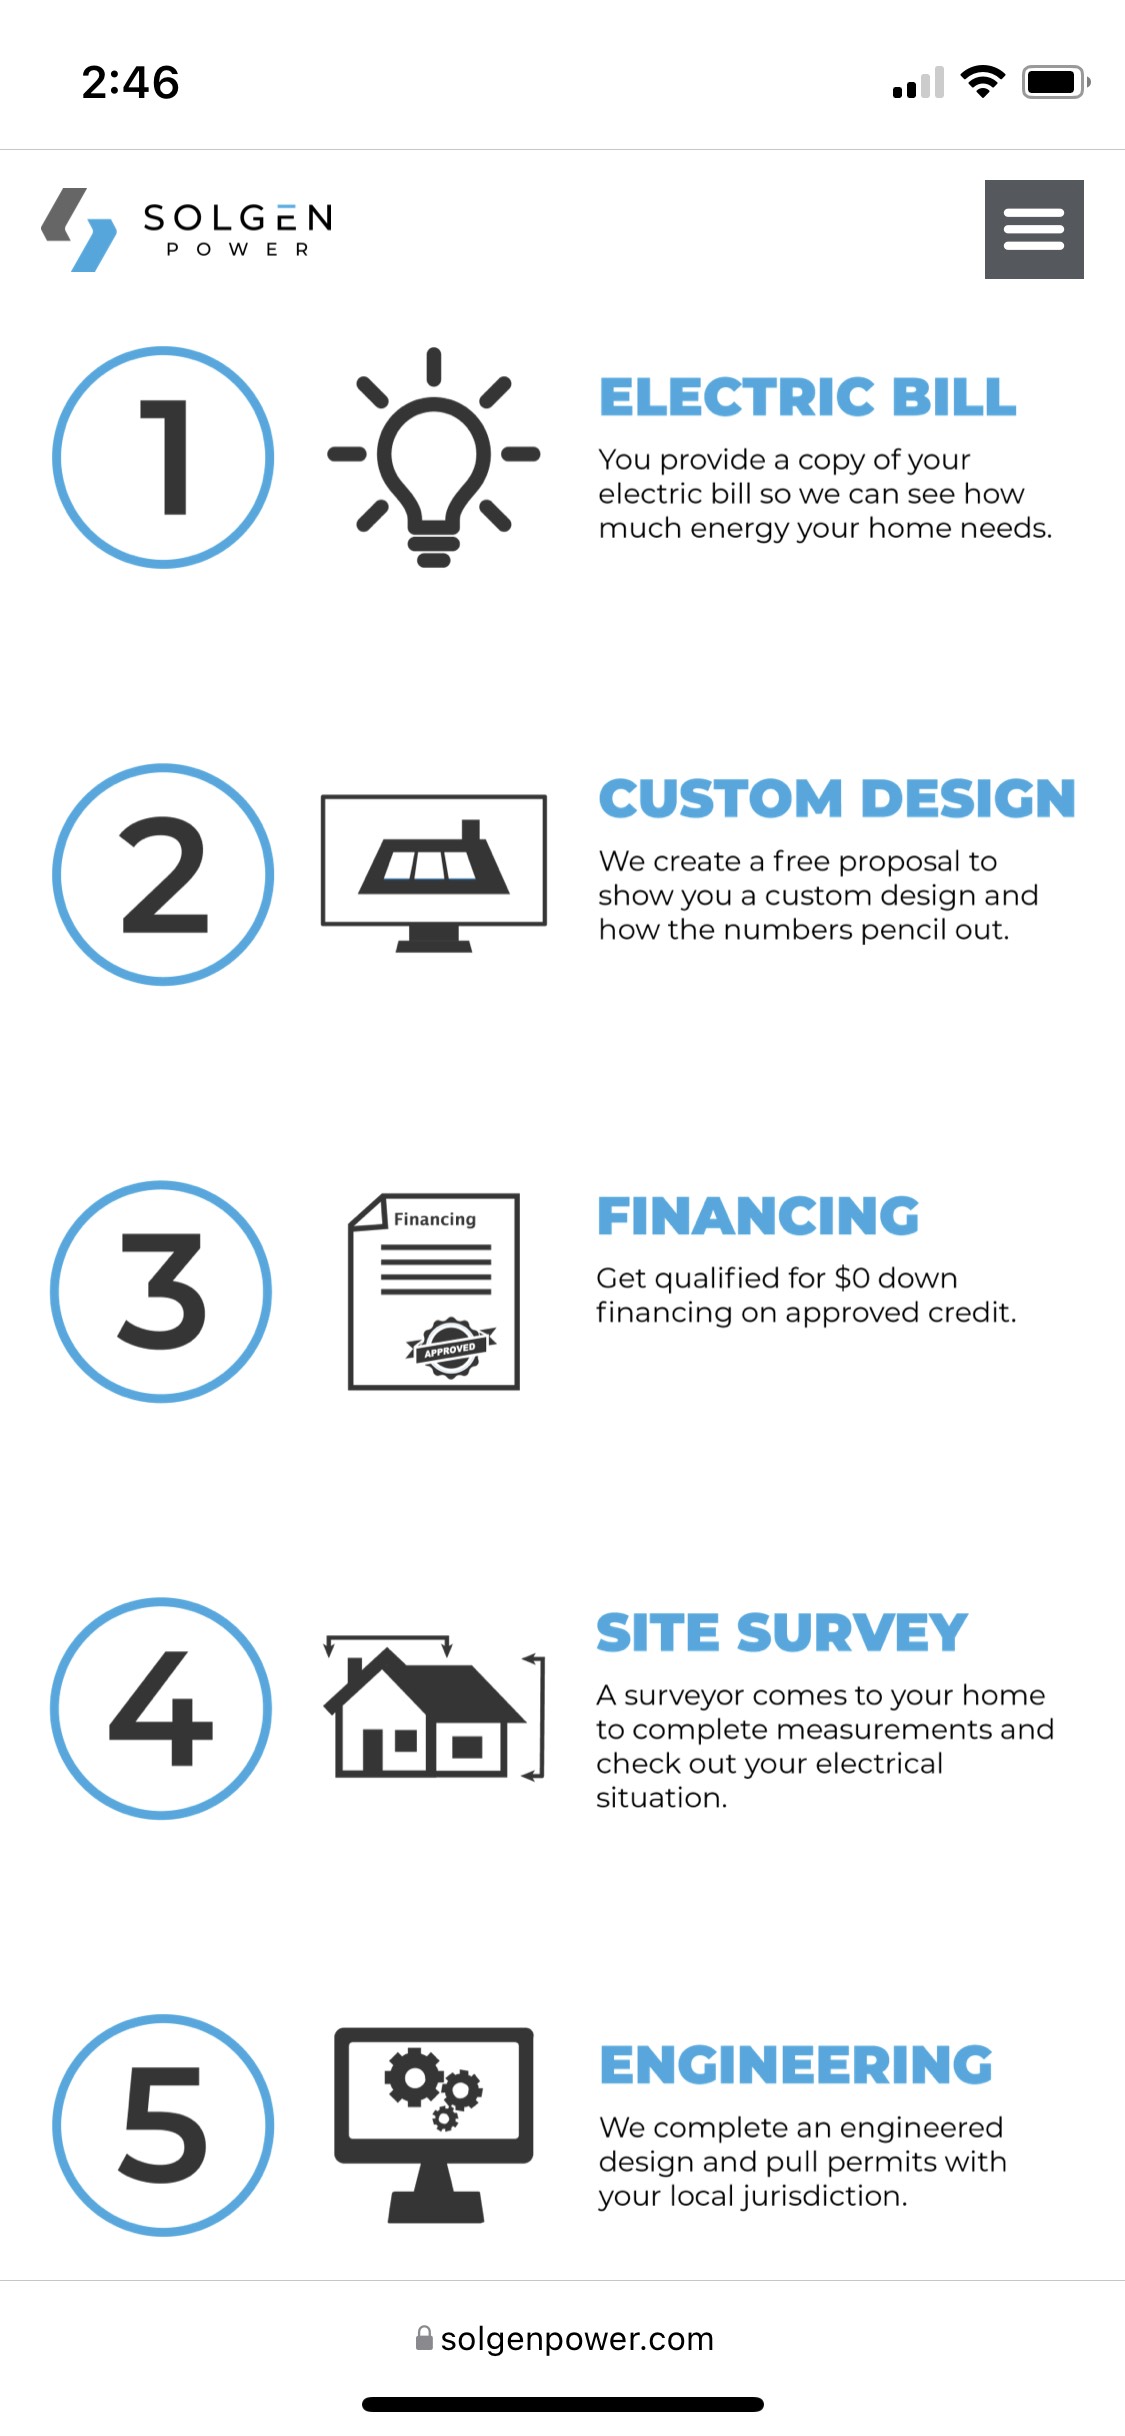 2:46
SOLGEN
POWER
1
ELECTRIC BILL
You provide a copy of your
electric bill so we can see how
much energy your home needs.
2
CUSTOM DESIGN
We create a free proposal to
show you a custom design and
how the numbers pencil out.
3
Financing
APPROVED
FINANCING
Get qualified for $0 down
financing on approved credit.
4
SITE SURVEY
A surveyor comes to your home
to complete measurements and
check out your electrical
situation.
5
ENGINEERING
We complete an engineered
design and pull permits with
your local jurisdiction.
solgenpower.com